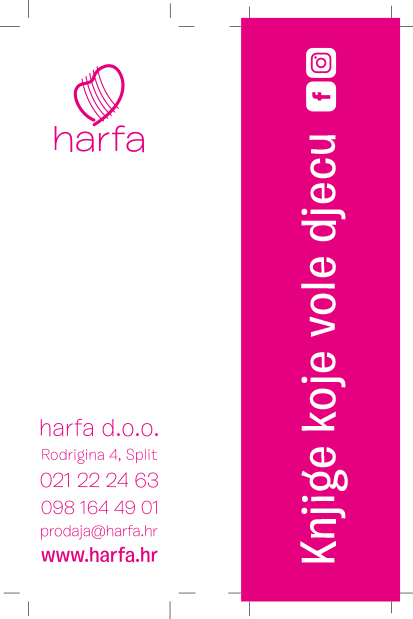 harfa
harfa d.o.o.
Rodrigina 4, Split
021 22 24 63
098 164 49 01
prodaja@harfa.hr
www.harfa.hr
Knjige koje vole djecu